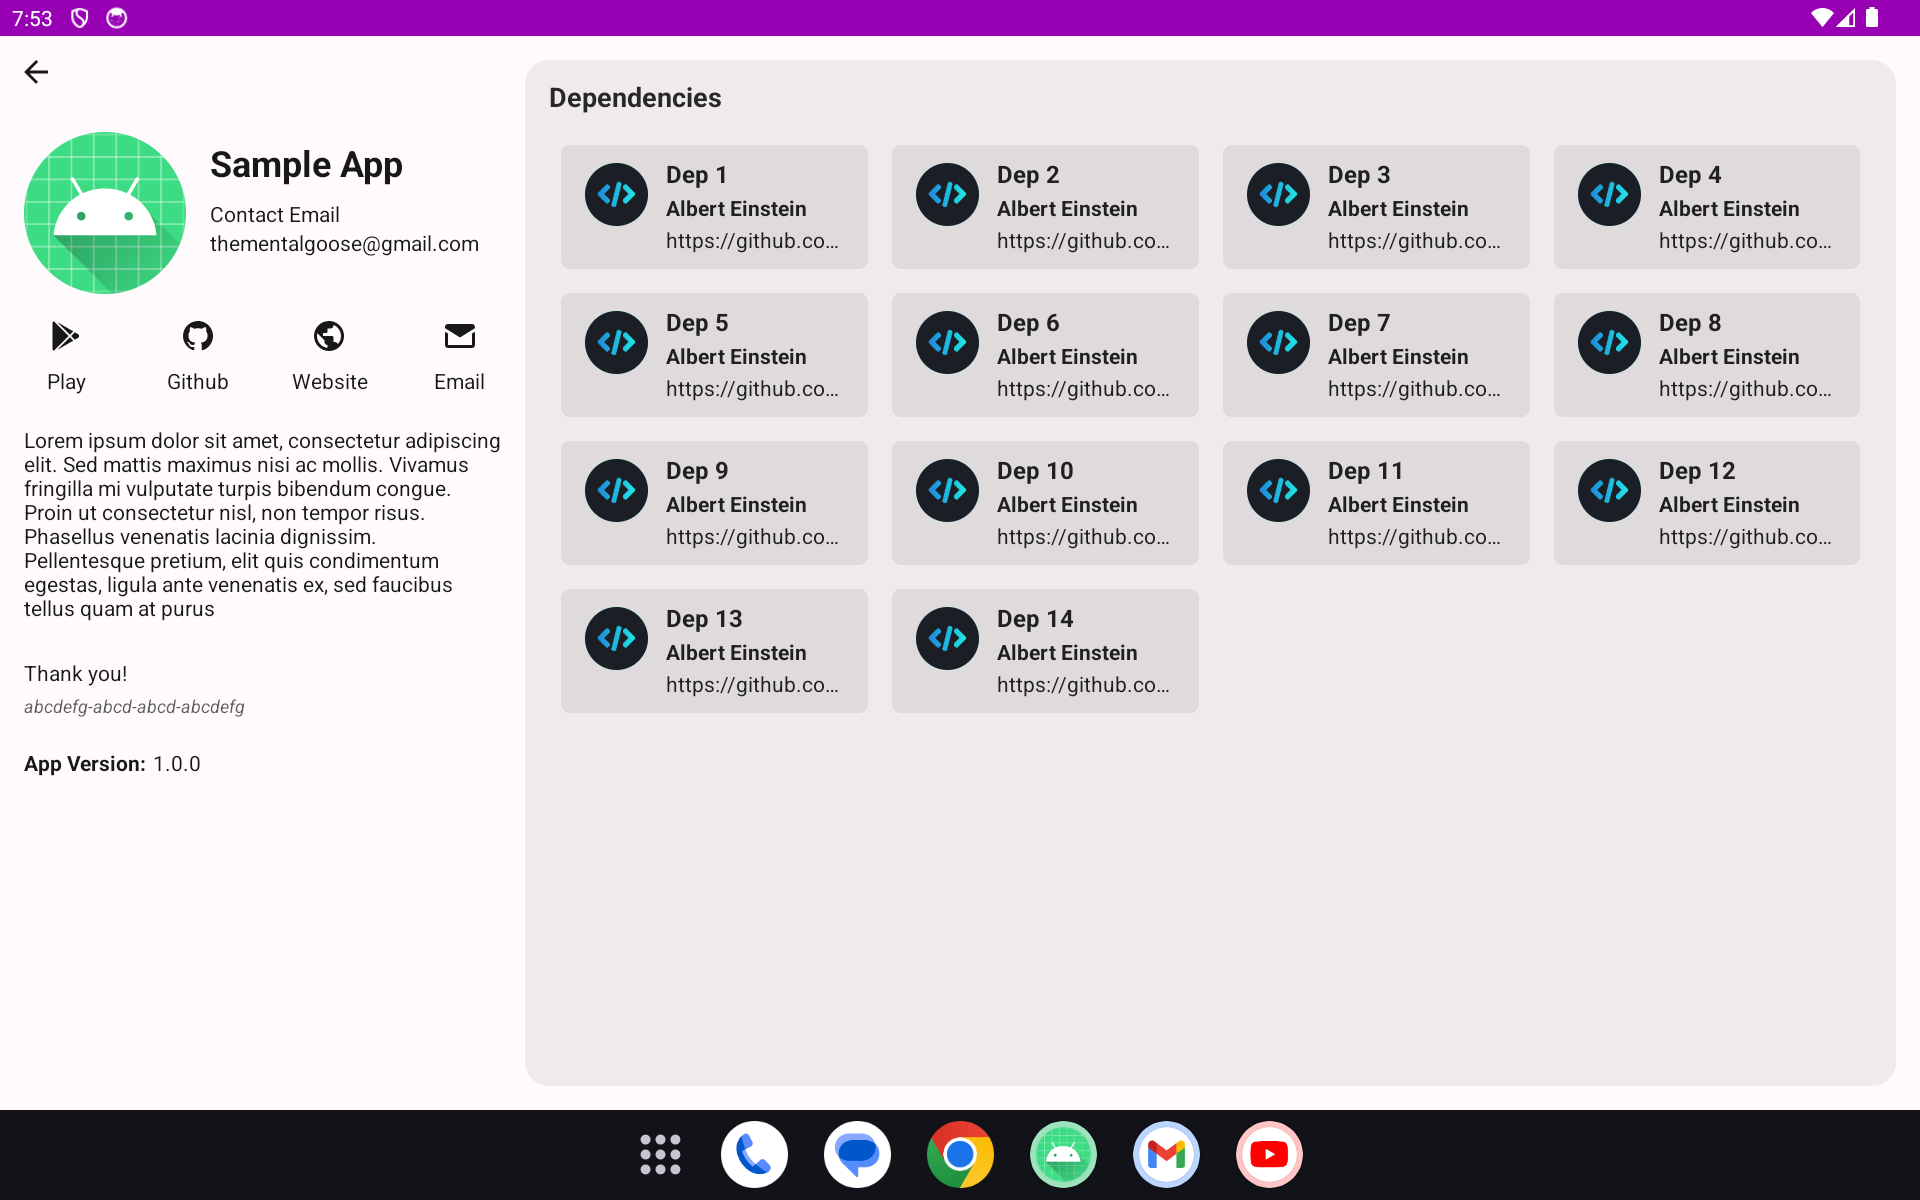 7:53
Sample App
Contact Email
thementalgoose@gmail.com
Play
Github
Website
Email
Lorem ipsum dolor sit amet, consectetur adipiscing
elit. Sed mattis maximus nisi ac mollis. Vivamus
fringilla mi vulputate turpis bibendum congue.
Proin ut consectetur nisl, non tempor risus.
Phasellus venenatis lacinia dignissim.
Pellentesque pretium, elit quis condimentum
egestas, ligula ante venenatis ex, sed faucibus
tellus quam at purus
Thank you!
abcdefg-abcd-abcd-abcdefg
App Version: 1.0.0
Dependencies
Dep 1
Albert Einstein
https://github.co...
Dep 2
Albert Einstein
https://github.co...
Dep 3
Albert Einstein
https://github.co...
Dep 4
Albert Einstein
https://github.co...
Dep 5
Albert Einstein
https://github.co...
Dep 6
Albert Einstein
https://github.co...
Dep 7
Albert Einstein
https://github.co...
Dep 8
Albert Einstein
https://github.co...
Dep 9
Albert Einstein
https://github.co...
Dep 10
Albert Einstein
https://github.co...
Dep 11
Albert Einstein
https://github.co...
Dep 12
Albert Einstein
https://github.co...
Dep 13
Albert Einstein
https://github.co...
Dep 14
Albert Einstein
https://github.co...